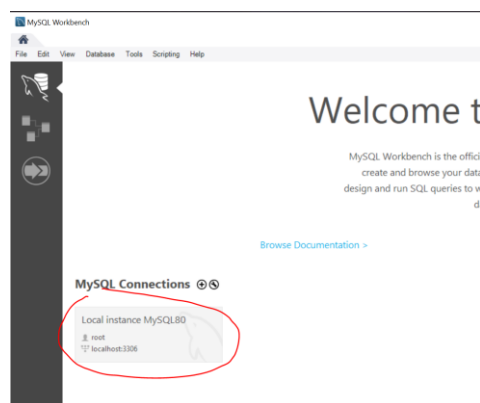 MySQL Workbench
File Edit View Database Tools Scripting Help
Welcome t
MySQL Workbench is the offici
create and browse your data
design and run SQL queries to w
d
Browse Documentation >
MySQL Connections
Local instance MySQL80
root
localhost:3306